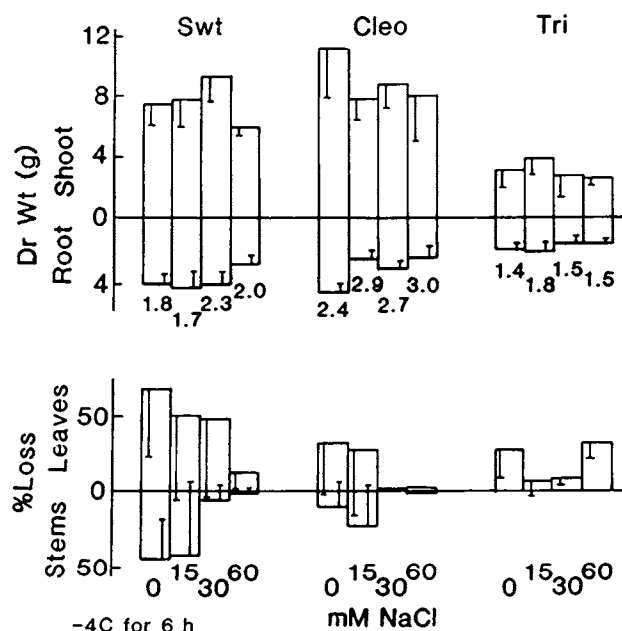 Swt Cleo Tri
12
8
4
0
4
Dr Wt (g)
Root Shoot
1.8 1.7 2.3 2.0
2.4 2.9 2.7 3.0
1.4 1.8 1.5 1.5
50
0
50
%Loss
Stems Leaves
0 15 30 60 0 15 30 60 0 15 30 60
mM NaCl
-4C for 6 h